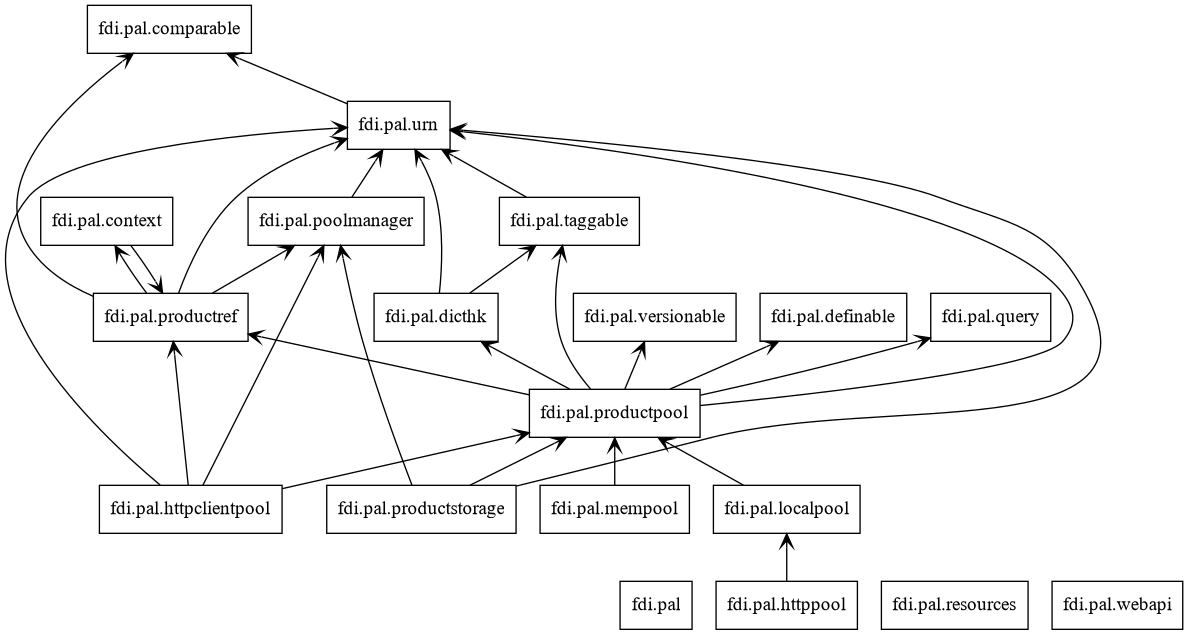 fdi.pal.comparable
fdi.pal.urn
fdi.pal.context
fdi.pal.poolmanager
fdi.pal.taggable
fdi.pal.productref
fdi.pal.dicthk
fdi.pal.versionable
fdi.pal.definable
fdi.pal.query
fdi.pal.productpool
fdi.pal.httpclientpool
fdi.pal.productstorage
fdi.pal.mempool
fdi.pal.localpool
fdi.pal
fdi.pal.httppool
fdi.pal.resources
fdi.pal.webapi